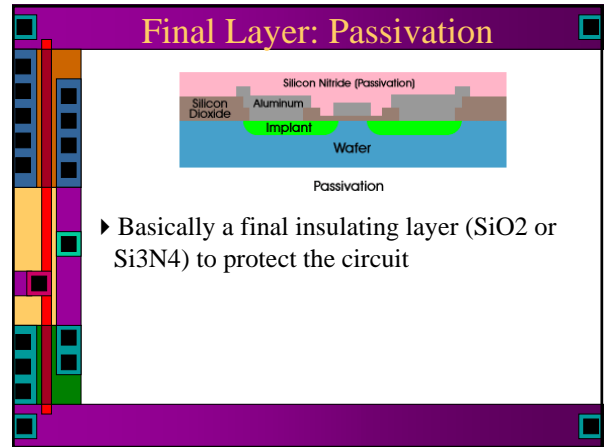 Final Layer: Passivation
Silicon Nitride (Passivation)
Silicon
Dioxide
Aluminum
Implant
Wafer
Passivation
Basically a final insulating layer (SiO2 or
Si3N4) to protect the circuit